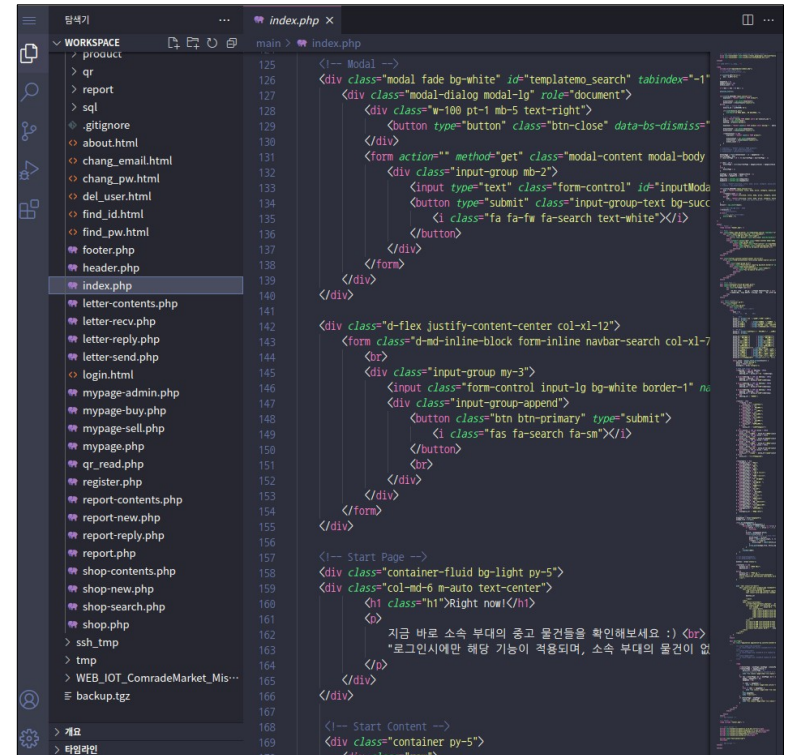 탐색기
···
index.php ×
···
WORKSPACE
main > index.php
> product
> qr
> report
> sql
.gitignore
about.html
chang_email.html
chang_pw.html
del_user.html
find_id.html
find_pw.html
footer.php
header.php
index.php
letter-contents.php
letter-recv.php
letter-reply.php
letter-send.php
login.html
mypage-admin.php
mypage-buy.php
mypage-sell.php
mypage.php
qr_read.php
register.php
report-contents.php
report-new.php
report-reply.php
report.php
shop-contents.php
shop-new.php
shop-search.php
shop.php
> ssh_tmp
> tmp
> WEB_IOT_ComradeMarket_Mis···
backup.tgz
> 개요
> 타임라인
125 <!-- Modal -->
126 <div class="modal fade bg-white" id="templatemo_search" tabindex="-1"
127 <div class="modal-dialog modal-lg" role="document">
128 <div class="w-100 pt-1 mb-5 text-right">
129 <button type="button" class="btn-close" data-bs-dismiss="
130 </div>
131 <form action="" method="get" class="modal-content modal-body
132 <div class="input-group mb-2">
133 <input type="text" class="form-control" id="inputModa
134 <button type="submit" class="input-group-text bg-succ
135 <i class="fa fa-fw fa-search text-white"></i>
136 </button>
137 </div>
138 </form>
139 </div>
140 </div>
141
142 <div class="d-flex justify-content-center col-xl-12">
143 <form class="d-md-inline-block form-inline navbar-search col-xl-7
144 <br>
145 <div class="input-group my-3">
146 <input class="form-control input-lg bg-white border-1" na
147 <div class="input-group-append">
148 <button class="btn btn-primary" type="submit">
149 <i class="fas fa-search fa-sm"></i>
150 </button>
151 <br>
152 </div>
153 </div>
154 </form>
155 </div>
156
157 <!-- Start Page -->
158 <div class="container-fluid bg-light py-5">
159 <div class="col-md-6 m-auto text-center">
160 <h1 class="h1">Right now!</h1>
161 <p>
162 지금 바로 소속 부대의 중고 물건들을 확인해보세요 :) <br>
163 "로그인시에만 해당 기능이 적용되며, 소속 부대의 물건이 없
164 </p>
165 </div>
166 </div>
167
168 <!-- Start Content -->
169 <div class="container py-5">